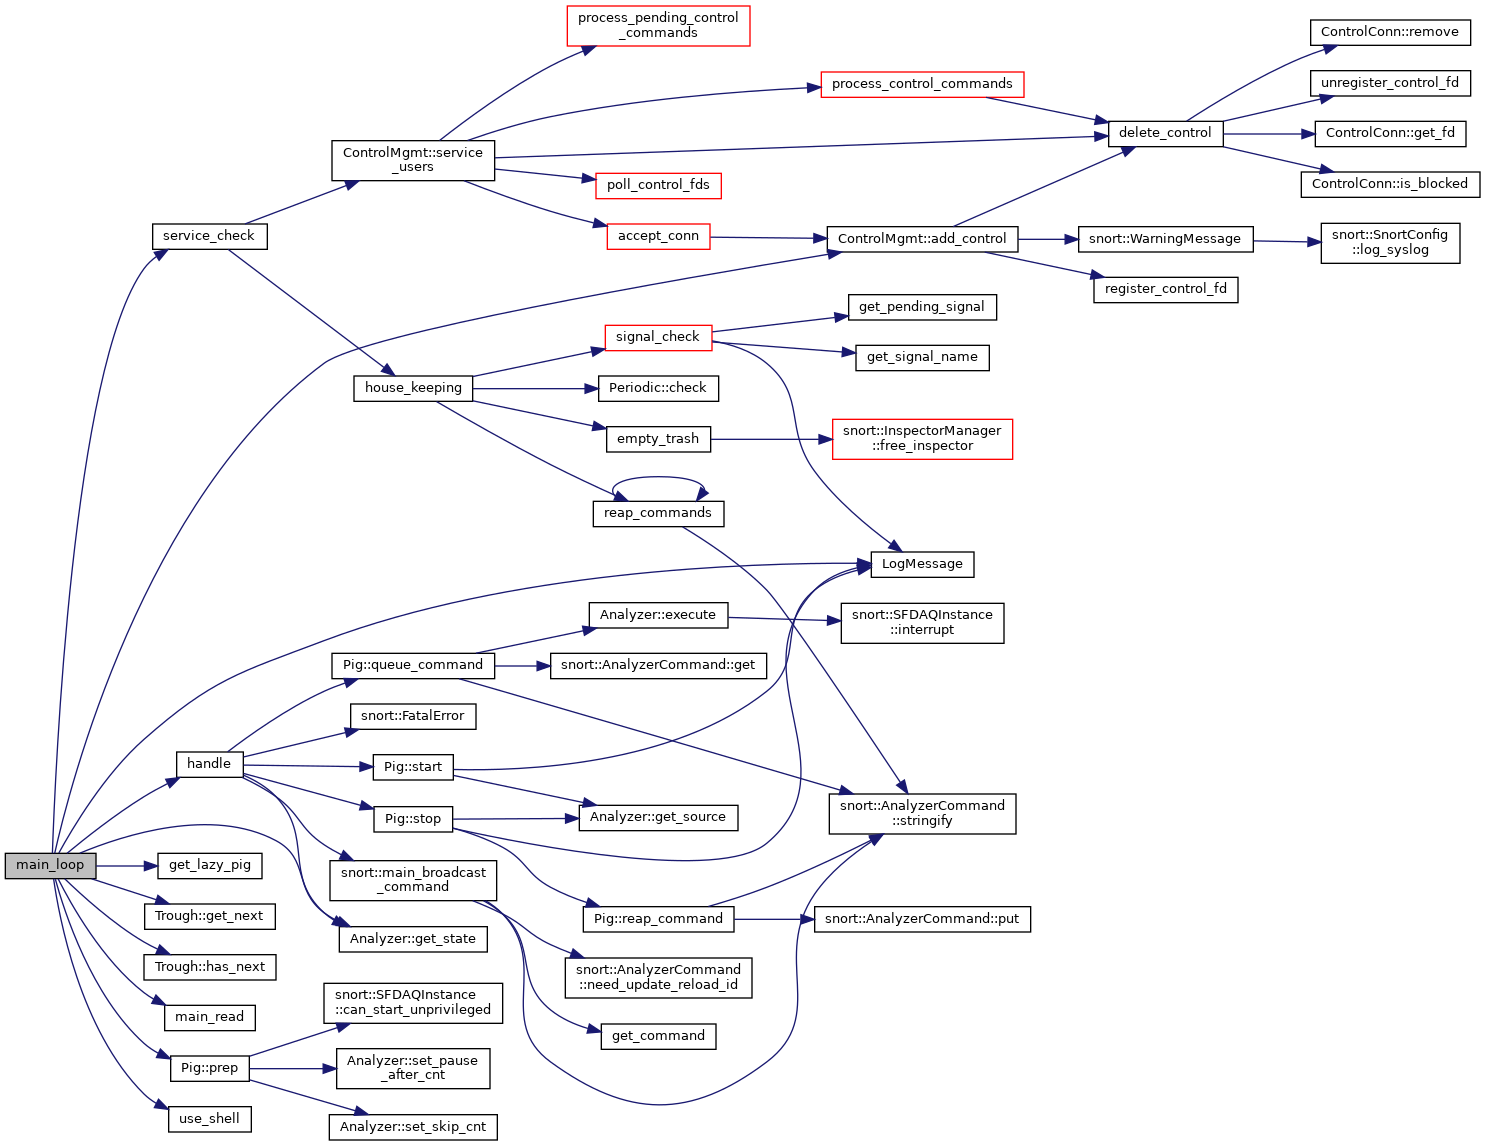 process_pending_control
_commands
ControlConn::remove
process_control_commands
unregister_control_fd
delete_control
ControlConn::get_fd
ControlMgmt::service
_users
poll_control_fds
ControlConn::is_blocked
service_check
accept_conn
ControlMgmt::add_control
snort::WarningMessage
snort::SnortConfig
::log_syslog
register_control_fd
get_pending_signal
signal_check
get_signal_name
house_keeping
Periodic::check
empty_trash
snort::InspectorManager
::free_inspector
reap_commands
LogMessage
Analyzer::execute
snort::SFDAQInstance
::interrupt
Pig::queue_command
snort::AnalyzerCommand::get
snort::FatalError
handle
Pig::start
Pig::stop
Analyzer::get_source
snort::AnalyzerCommand
::stringify
main_loop
get_lazy_pig
snort::main_broadcast
_command
Trough::get_next
Pig::reap_command
snort::AnalyzerCommand::put
Analyzer::get_state
Trough::has_next
snort::AnalyzerCommand
::need_update_reload_id
snort::SFDAQInstance
::can_start_unprivileged
main_read
get_command
Pig::prep
Analyzer::set_pause
_after_cnt
use_shell
Analyzer::set_skip_cnt